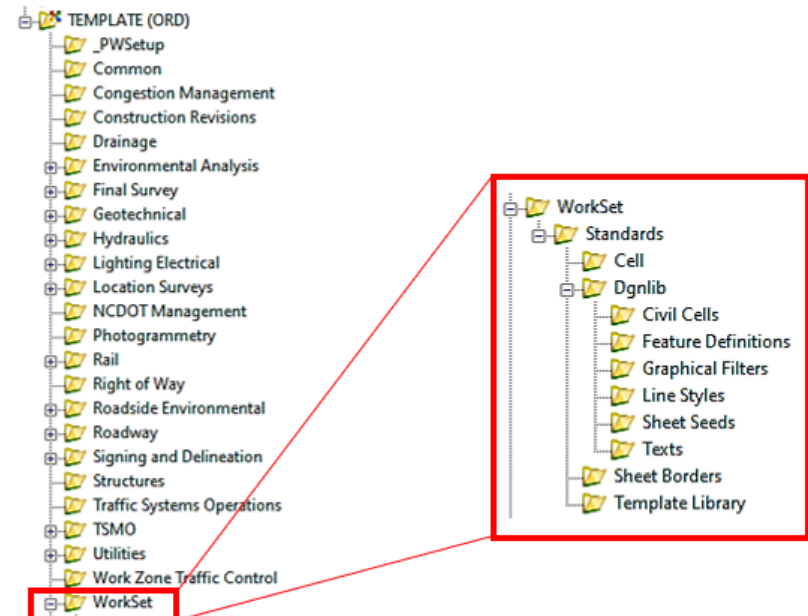 TEMPLATE (ORD)
_PWSetup
Common
Congestion Management
Construction Revisions
Drainage
Environmental Analysis
Final Survey
Geotechnical
Hydraulics
Lighting Electrical
Location Surveys
NCDOT Management
Photogrammetry
Rail
Right of Way
Roadside Environmental
Roadway
Signing and Delineation
Structures
Traffic Systems Operations
TSMO
Utilities
Work Zone Traffic Control
WorkSet
WorkSet
Standards
Cell
Dgnlib
Civil Cells
Feature Definitions
Graphical Filters
Line Styles
Sheet Seeds
Texts
Sheet Borders
Template Library